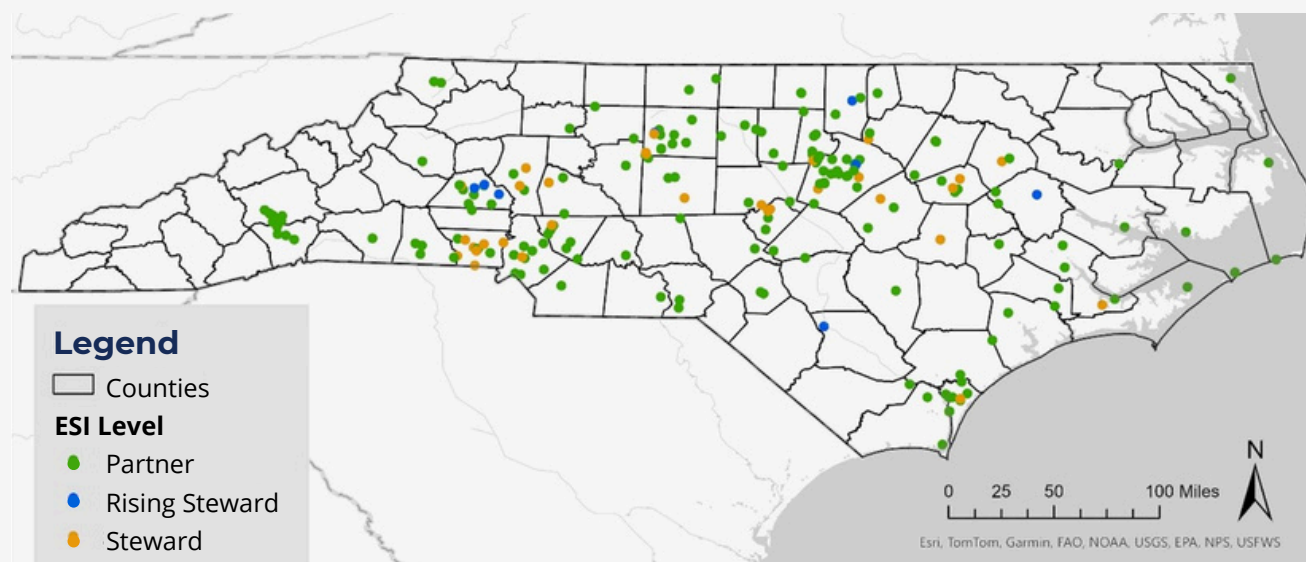 Legend
Counties
ESI Level
Partner
Rising Steward
Steward
N
0 25 50 100 Miles
Esri, TomTom, Garmin, FAO, NOAA, USGS, EPA, NPS, USFWS